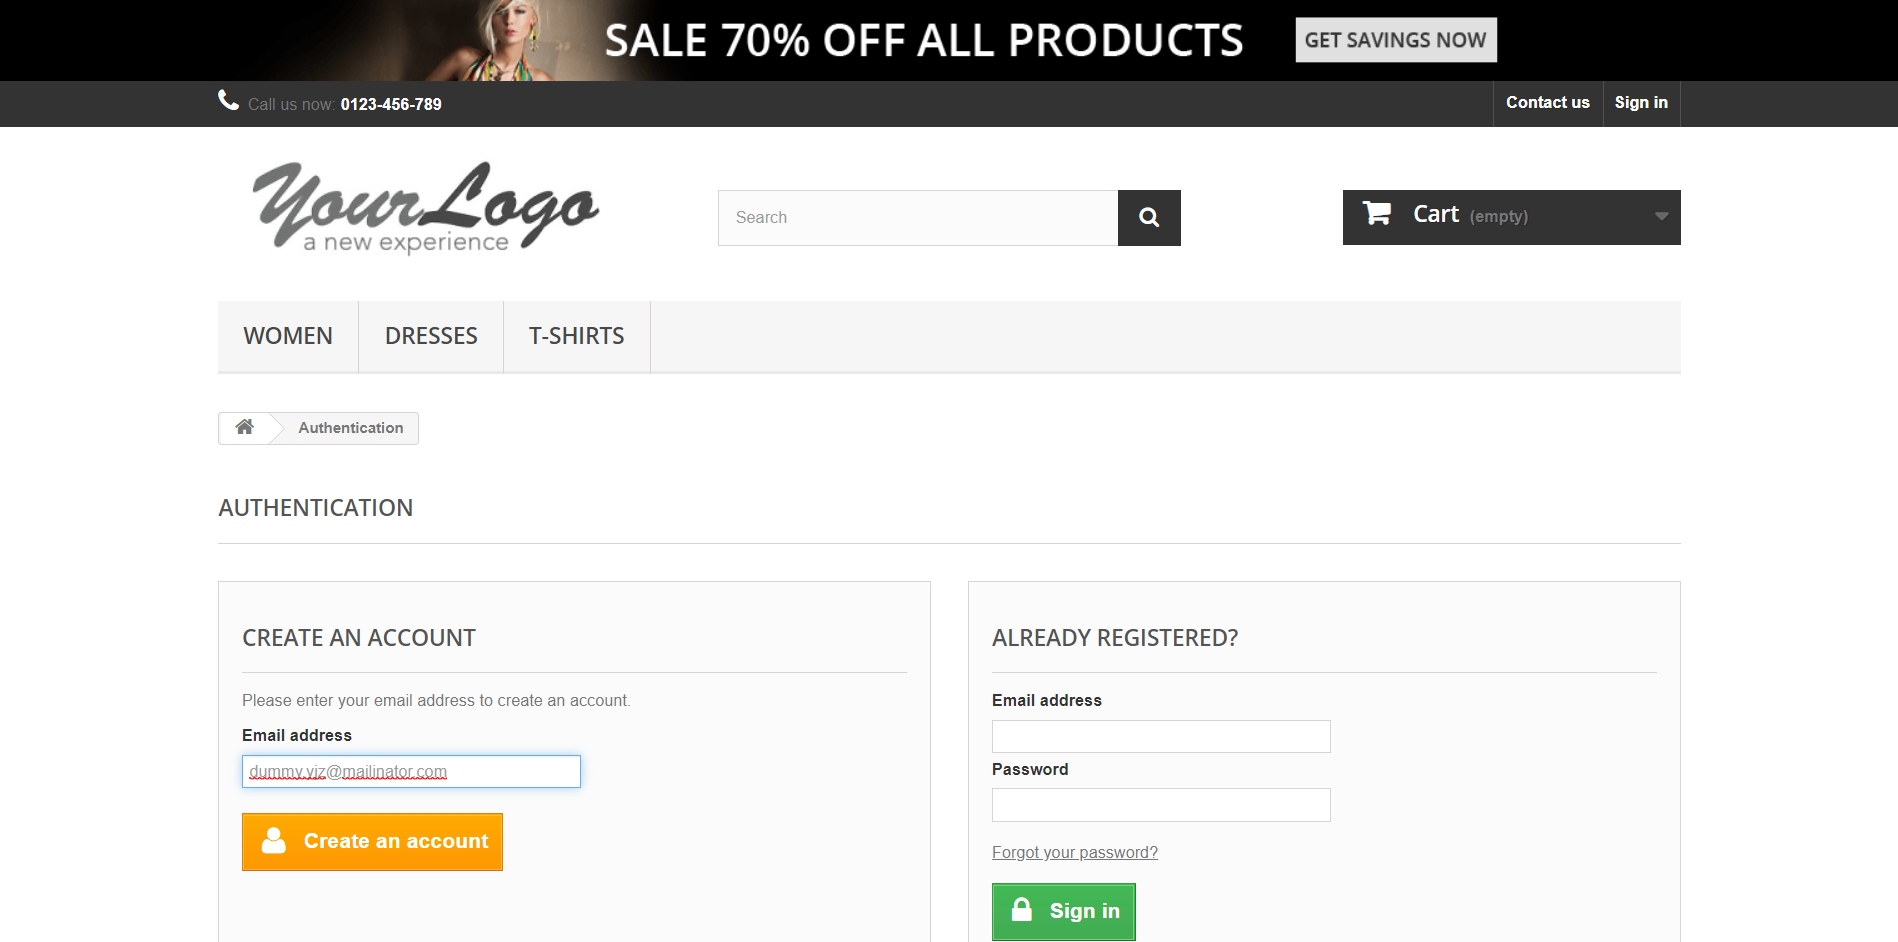 SALE 70% OFF ALL PRODUCTS
GET SAVINGS NOW
Call us now: 0123-456-789
Contact us
Sign in
YourLogo
a new experience
Search
Cart (empty)
WOMEN
DRESSES
T-SHIRTS
Authentication
AUTHENTICATION
CREATE AN ACCOUNT
Please enter your email address to create an account.
Email address
dummy.yjz@mailinator.com
Create an account
ALREADY REGISTERED?
Email address
Password
Forgot your password?
Sign in